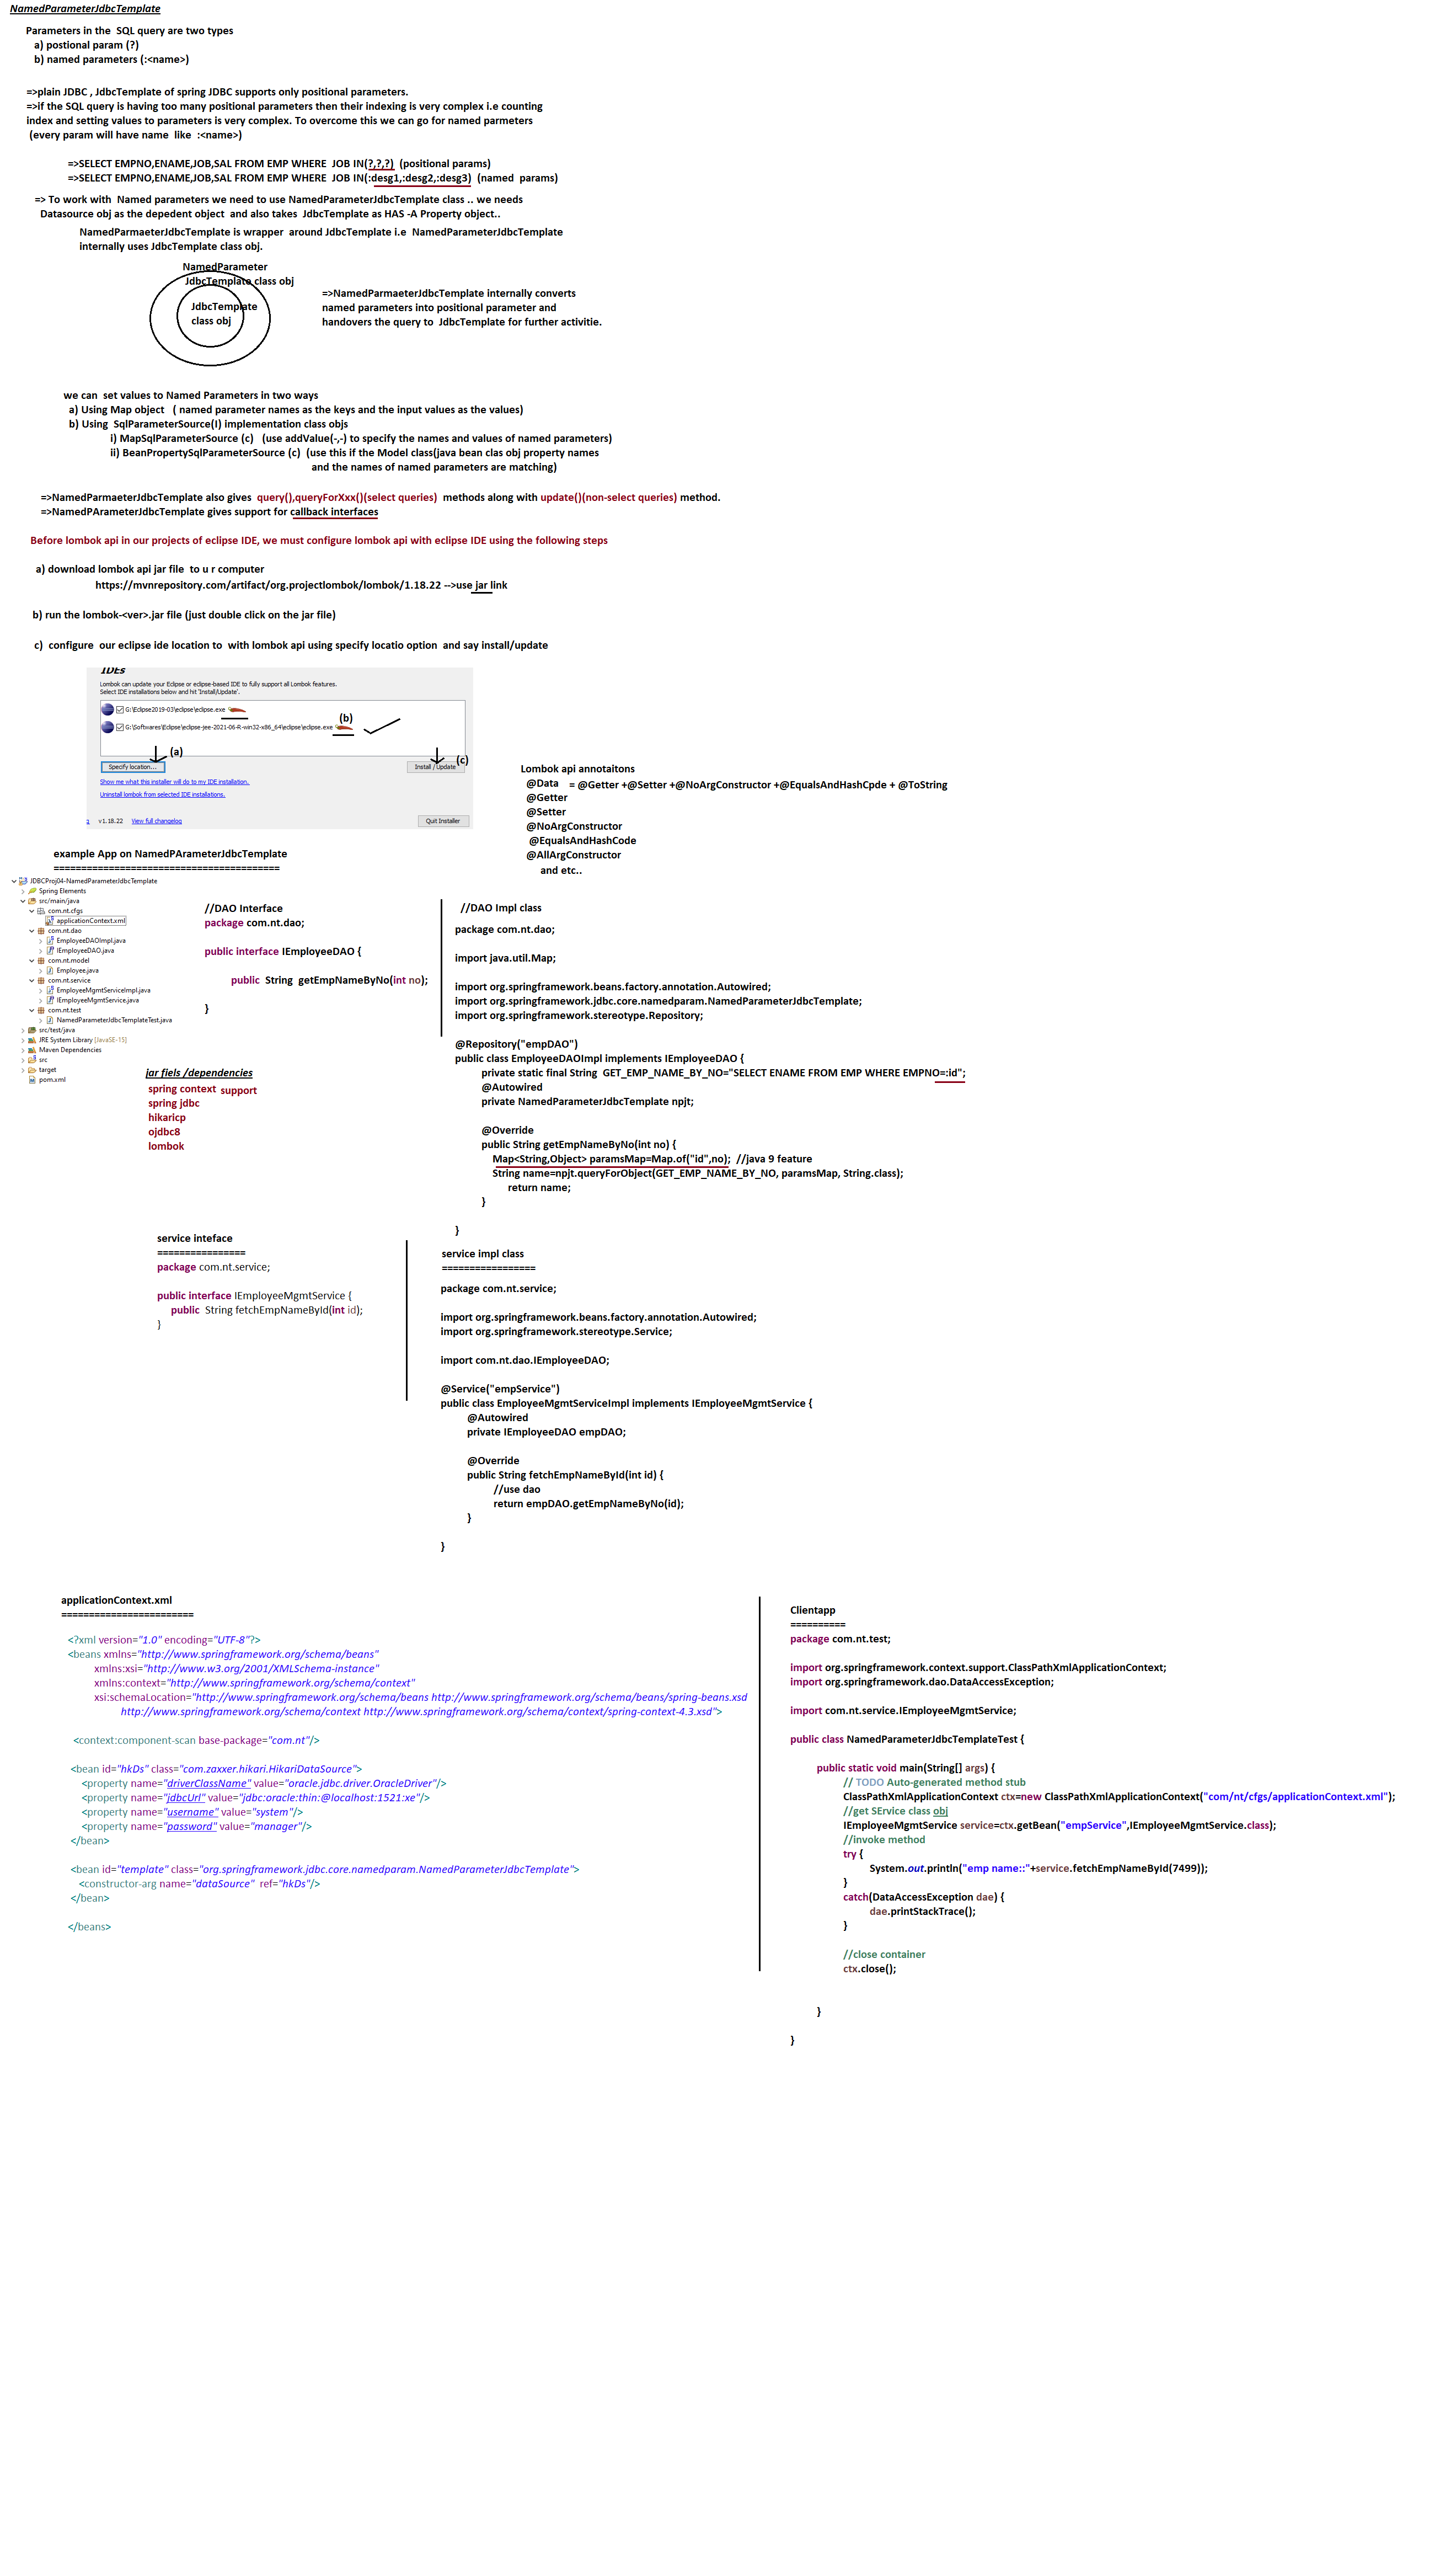 NamedParameterJdbcTemplate
Parameters in the  SQL query are two types
a) postional param (?)
b) named parameters (:<name>)
=>plain JDBC , JdbcTemplate of spring JDBC supports only positional parameters.
=>if the SQL query is having too many positional parameters then their indexing is very complex i.e counting
index and setting values to parameters is very complex. To overcome this we can go for named parmeters
(every param will have name  like  :<name>)
=>SELECT EMPNO,ENAME,JOB,SAL FROM EMP WHERE  JOB IN(?,?,?)  (positional params)
=>SELECT EMPNO,ENAME,JOB,SAL FROM EMP WHERE  JOB IN(:desg1,:desg2,:desg3)  (named  params)
=> To work with  Named parameters we need to use NamedParameterJdbcTemplate class .. we needs
Datasource obj as the depedent object  and also takes  JdbcTemplate as HAS -A Property object..
NamedParmaeterJdbcTemplate is wrapper  around JdbcTemplate i.e  NamedParameterJdbcTemplate
internally uses JdbcTemplate class obj.
NamedParameter
JdbcTemplate class obj
JdbcTemplate
class obj
=>NamedParmaeterJdbcTemplate internally converts
named parameters into positional parameter and
handovers the query to  JdbcTemplate for further activitie.
we can  set values to Named Parameters in two ways
a) Using Map object   ( named parameter names as the keys and the input values as the values)
b) Using  SqlParameterSource(I) implementation class objs
i) MapSqlParameterSource (c)   (use addValue(-,-) to specify the names and values of named parameters)
ii) BeanPropertySqlParameterSource (c)  (use this if the Model class(java bean clas obj property names
and the names of named parameters are matching)
=>NamedParmaeterJdbcTemplate also gives  query(),queryForXxx()(select queries)  methods along with update()(non-select queries) method.
=>NamedPArameterJdbcTemplate gives support for callback interfaces
Before lombok api in our projects of eclipse IDE, we must configure lombok api with eclipse IDE using the following steps
a) download lombok api jar file  to u r computer
https://mvnrepository.com/artifact/org.projectlombok/lombok/1.18.22 -->use jar link
b) run the lombok-<ver>.jar file (just double click on the jar file)
c)  configure  our eclipse ide location to  with lombok api using specify locatio option  and say install/update
IDEs
Lombok can update your Eclipse or eclipse-based IDE to fully support all Lombok features.
Select IDE installations below and hit 'Install/Update'.
G:\Eclipse2019-03\eclipse\eclipse.exe
G:\Softwares\Eclipse\eclipse-jee-2021-06-R-win32-x86_64\eclipse\eclipse.exe
(b)
(a)
(c)
Specify location...
Install / Update
Show me what this installer will do to my IDE installation.
Uninstall lombok from selected IDE installations.
v1.18.22   View full changelog
Quit Installer
Lombok api annotaitons
@Data   = @Getter +@Setter +@NoArgConstructor +@EqualsAndHashCpde + @ToString
@Getter
@Setter
@NoArgConstructor
@EqualsAndHashCode
@AllArgConstructor
and etc..
example App on NamedPArameterJdbcTemplate
=========================================
JDBCProj04-NamedParameterJdbcTemplate
Spring Elements
src/main/java
com.nt.cfgs
applicationContext.xml
com.nt.dao
EmployeeDAOImpl.java
IEmployeeDAO.java
com.nt.model
Employee.java
com.nt.service
EmployeeMgmtServiceImpl.java
IEmployeeMgmtService.java
com.nt.test
NamedParameterJdbcTemplateTest.java
src/test/java
JRE System Library [JavaSE-15]
Maven Dependencies
src
target
pom.xml
jar fiels /dependencies
spring context  support
spring jdbc
hikaricp
ojdbc8
lombok
//DAO Interface
package com.nt.dao;
public interface IEmployeeDAO {
public  String  getEmpNameByNo(int no);
}
//DAO Impl class
package com.nt.dao;
import java.util.Map;
import org.springframework.beans.factory.annotation.Autowired;
import org.springframework.jdbc.core.namedparam.NamedParameterJdbcTemplate;
import org.springframework.stereotype.Repository;
@Repository("empDAO")
public class EmployeeDAOImpl implements IEmployeeDAO {
private static final String  GET_EMP_NAME_BY_NO="SELECT ENAME FROM EMP WHERE EMPNO=:id";
@Autowired
private NamedParameterJdbcTemplate npjt;
@Override
public String getEmpNameByNo(int no) {
Map<String,Object> paramsMap=Map.of("id",no);  //java 9 feature
String name=npjt.queryForObject(GET_EMP_NAME_BY_NO, paramsMap, String.class);
return name;
}
}
service inteface
================
package com.nt.service;
public interface IEmployeeMgmtService {
public  String fetchEmpNameById(int id);
}
service impl class
=================
package com.nt.service;
import org.springframework.beans.factory.annotation.Autowired;
import org.springframework.stereotype.Service;
import com.nt.dao.IEmployeeDAO;
@Service("empService")
public class EmployeeMgmtServiceImpl implements IEmployeeMgmtService {
@Autowired
private IEmployeeDAO empDAO;
@Override
public String fetchEmpNameById(int id) {
//use dao
return empDAO.getEmpNameByNo(id);
}
}
applicationContext.xml
========================
<?xml version="1.0" encoding="UTF-8"?>
<beans xmlns="http://www.springframework.org/schema/beans"
xmlns:xsi="http://www.w3.org/2001/XMLSchema-instance"
xmlns:context="http://www.springframework.org/schema/context"
xsi:schemaLocation="http://www.springframework.org/schema/beans http://www.springframework.org/schema/beans/spring-beans.xsd
http://www.springframework.org/schema/context http://www.springframework.org/schema/context/spring-context-4.3.xsd">
<context:component-scan base-package="com.nt"/>
<bean id="hkDs" class="com.zaxxer.hikari.HikariDataSource">
<property name="driverClassName" value="oracle.jdbc.driver.OracleDriver"/>
<property name="jdbcUrl" value="jdbc:oracle:thin:@localhost:1521:xe"/>
<property name="username" value="system"/>
<property name="password" value="manager"/>
</bean>
<bean id="template" class="org.springframework.jdbc.core.namedparam.NamedParameterJdbcTemplate">
<constructor-arg name="dataSource"  ref="hkDs"/>
</bean>
</beans>
Clientapp
==========
package com.nt.test;
import org.springframework.context.support.ClassPathXmlApplicationContext;
import org.springframework.dao.DataAccessException;
import com.nt.service.IEmployeeMgmtService;
public class NamedParameterJdbcTemplateTest {
public static void main(String[] args) {
// TODO Auto-generated method stub
ClassPathXmlApplicationContext ctx=new ClassPathXmlApplicationContext("com/nt/cfgs/applicationContext.xml");
//get SErvice class obj
IEmployeeMgmtService service=ctx.getBean("empService",IEmployeeMgmtService.class);
//invoke method
try {
System.out.println("emp name::"+service.fetchEmpNameById(7499));
}
catch(DataAccessException dae) {
dae.printStackTrace();
}
//close container
ctx.close();
}
}